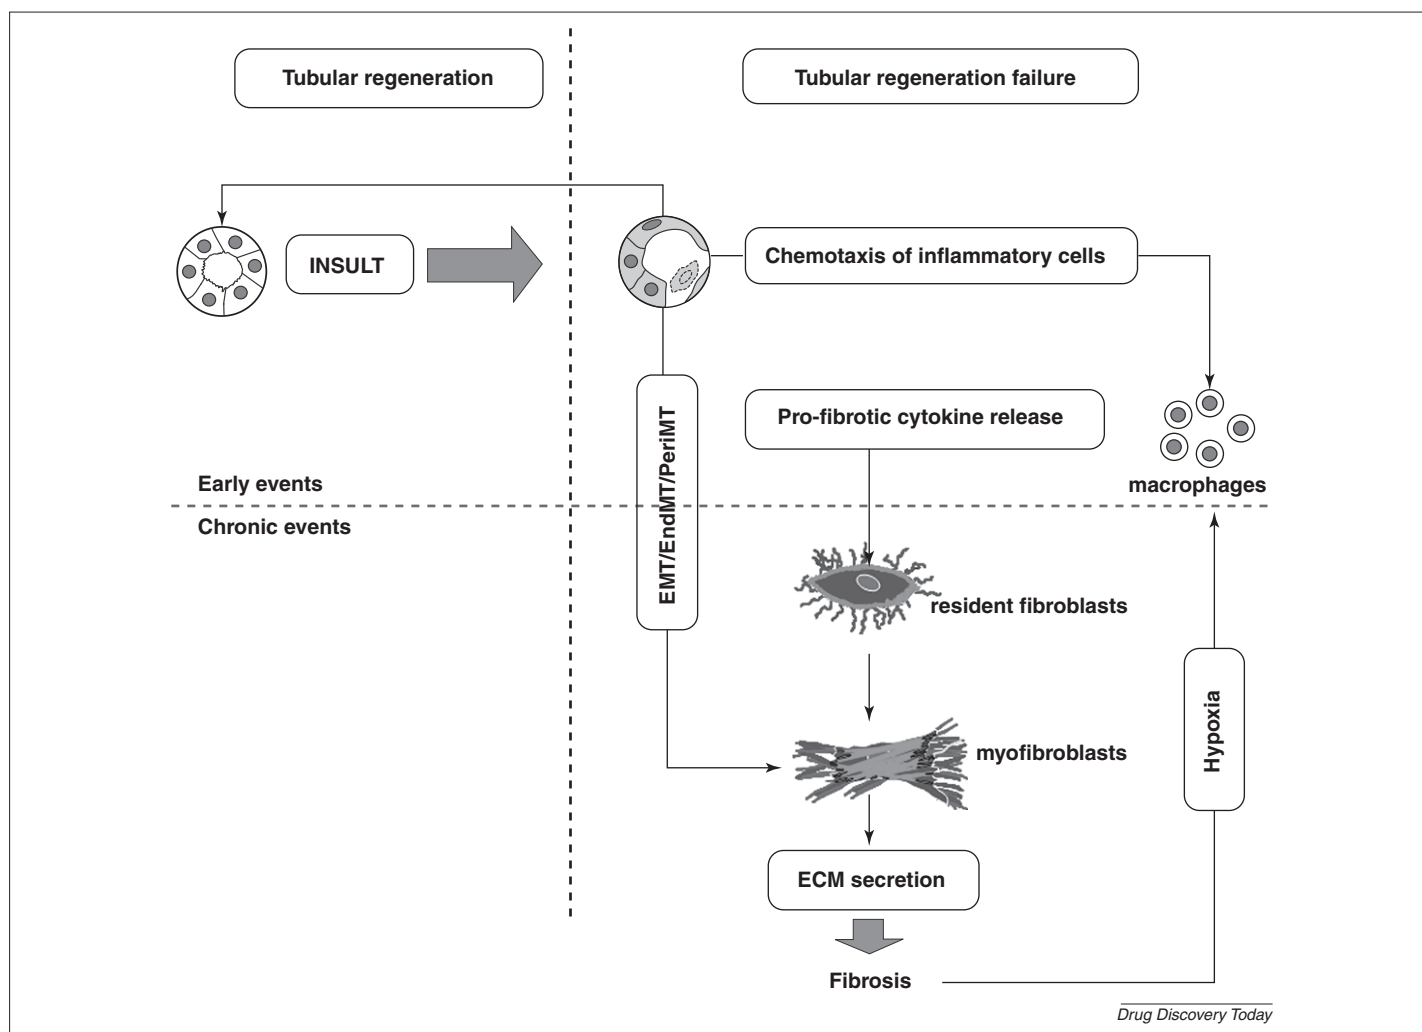 Tubular regeneration
Tubular regeneration failure
INSULT
Chemotaxis of inflammatory cells
EMT/EndMT/PeriMT
Pro-fibrotic cytokine release
macrophages
Early events
Chronic events
resident fibroblasts
myofibroblasts
Hypoxia
ECM secretion
Fibrosis
Drug Discovery Today